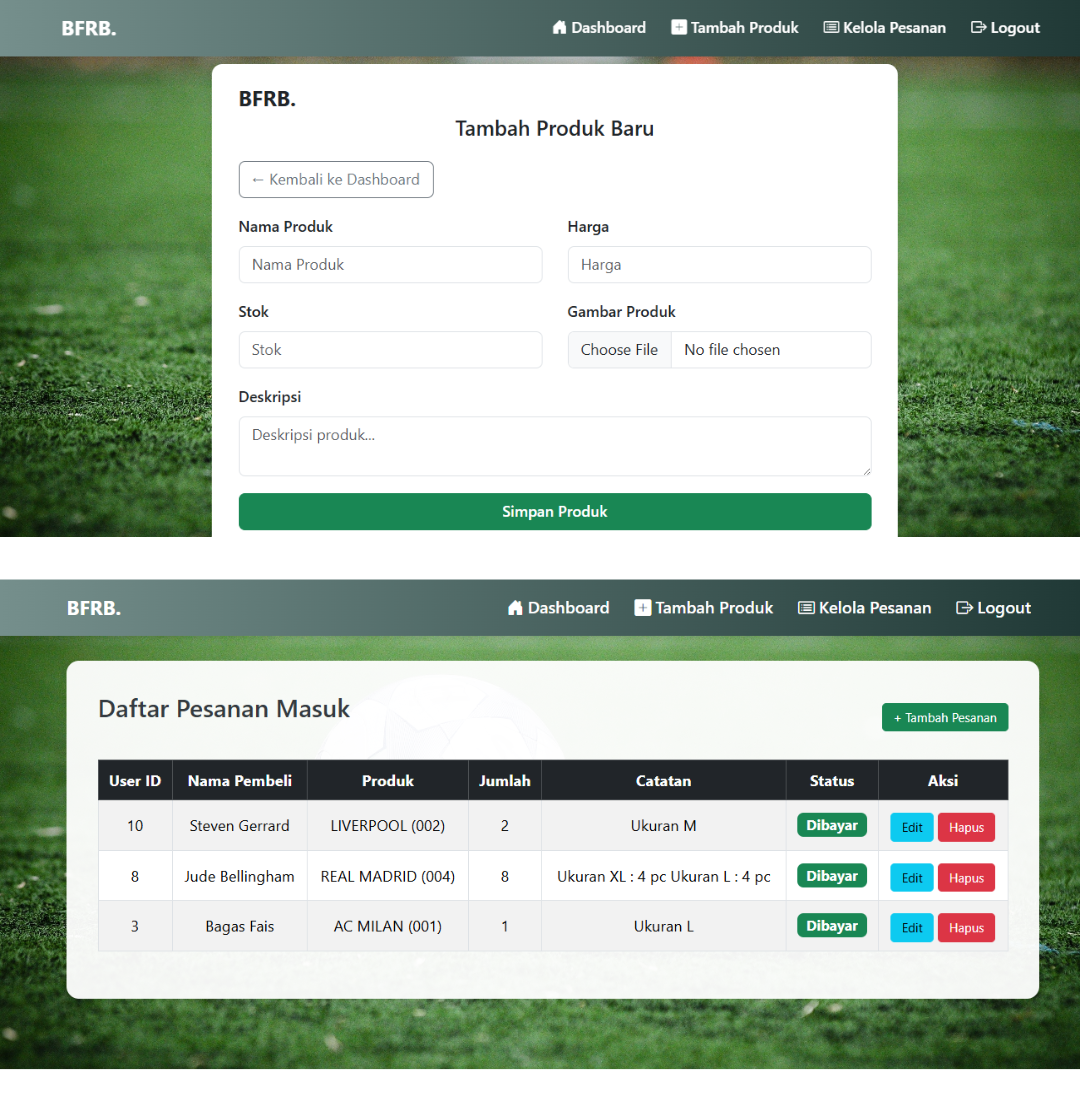 BFRB.
Dashboard
Tambah Produk
Kelola Pesanan
Logout
BFRB.
Tambah Produk Baru
← Kembali ke Dashboard
Nama Produk
Harga
Nama Produk
Harga
Stok
Gambar Produk
Stok
Choose File
No file chosen
Deskripsi
Deskripsi produk...
Simpan Produk
BFRB.
Dashboard
Tambah Produk
Kelola Pesanan
Logout
Daftar Pesanan Masuk
+ Tambah Pesanan
User ID Nama Pembeli Produk Jumlah Catatan Status Aksi
10 Steven Gerrard LIVERPOOL (002) 2 Ukuran M Dibayar Edit Hapus
8 Jude Bellingham REAL MADRID (004) 8 Ukuran XL : 4 pc Ukuran L : 4 pc Dibayar Edit Hapus
3 Bagas Fais AC MILAN (001) 1 Ukuran L Dibayar Edit Hapus